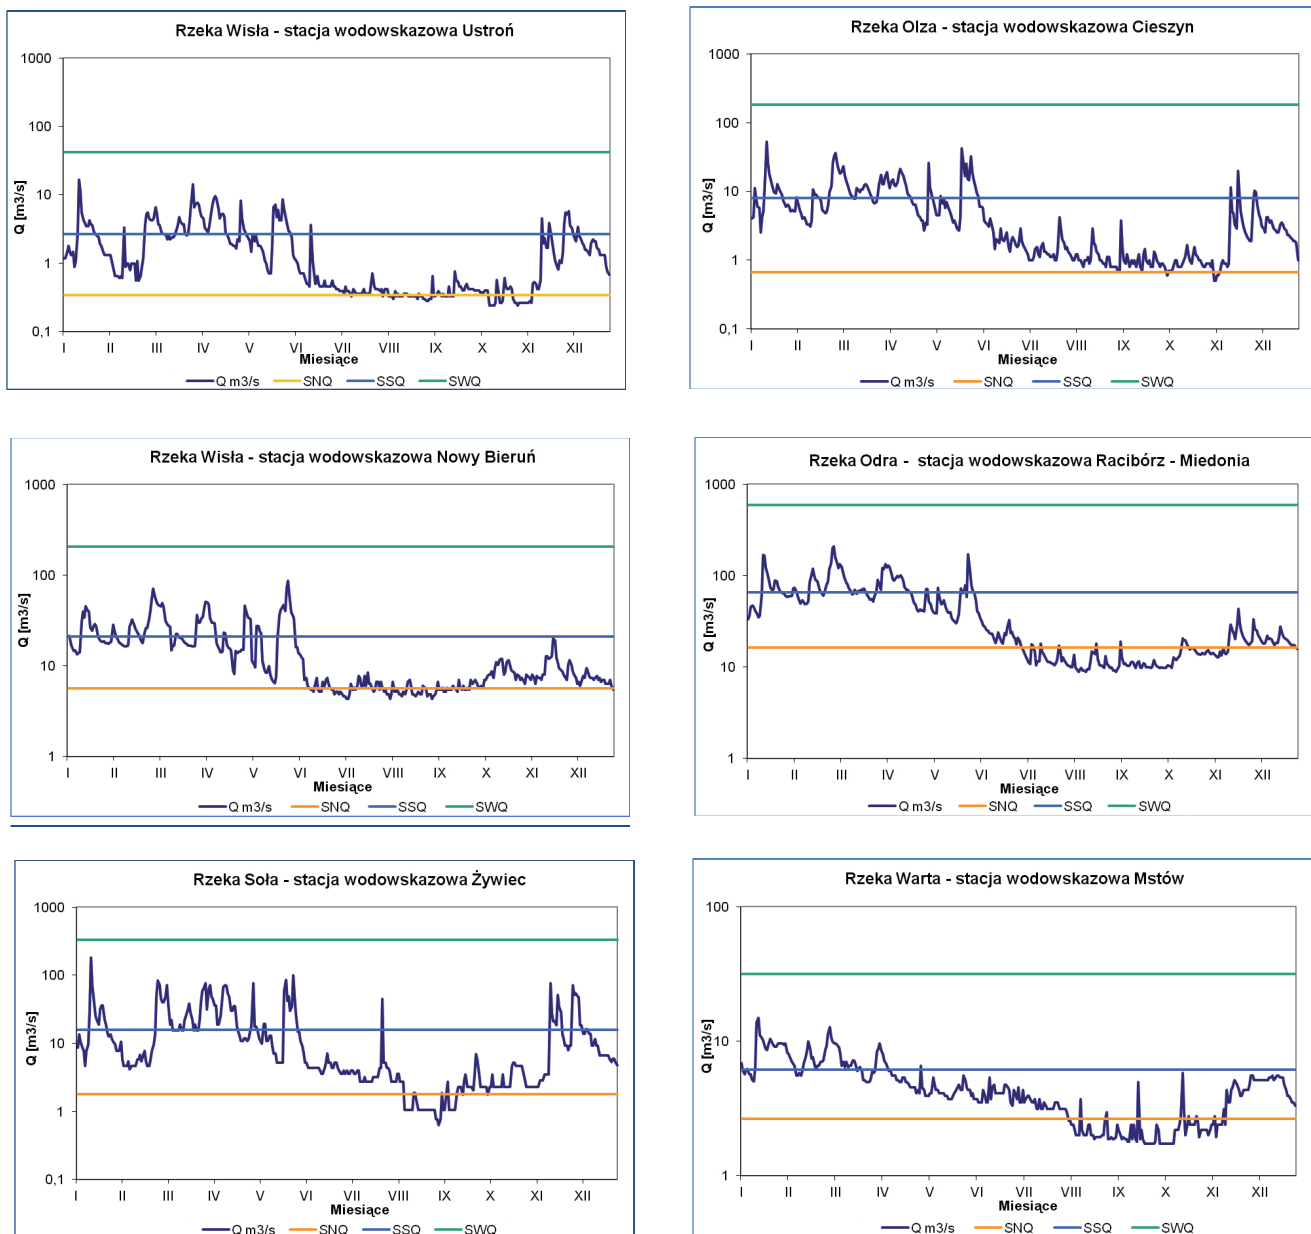 Rzeka Wisła - stacja wodowskazowa Ustroń
1000
100
10
1
0,1
Q [m3/s]
I II III IV V VI VII VIII IX X XI XII
Miesiące
Q m3/s SNQ SSQ SWQ
Rzeka Olza - stacja wodowskazowa Cieszyn
1000
100
10
1
0,1
Q [m3/s]
I II III IV V VI VII VIII IX X XI XII
Miesiące
Q m3/s SNQ SSQ SWQ
Rzeka Wisła - stacja wodowskazowa Nowy Bieruń
1000
100
10
1
Q [m3/s]
I II III IV V VI VII VIII IX X XI XII
Miesiące
Q m3/s SNQ SSQ SWQ
Rzeka Odra - stacja wodowskazowa Racibórz - Miedonia
1000
100
10
1
Q [m3/s]
I II III IV V VI VII VIII IX X XI XII
Miesiące
Q m3/s SNQ SSQ SWQ
Rzeka Soła - stacja wodowskazowa Żywiec
1000
100
10
1
0,1
Q [m3/s]
I II III IV V VI VII VIII IX X XI XII
Miesiące
Q m3/s SNQ SSQ SWQ
Rzeka Warta - stacja wodowskazowa Mstów
100
10
1
Q [m3/s]
I II III IV V VI VII VIII IX X XI XII
Miesiące
Q m3/s SNQ SSQ SWQ